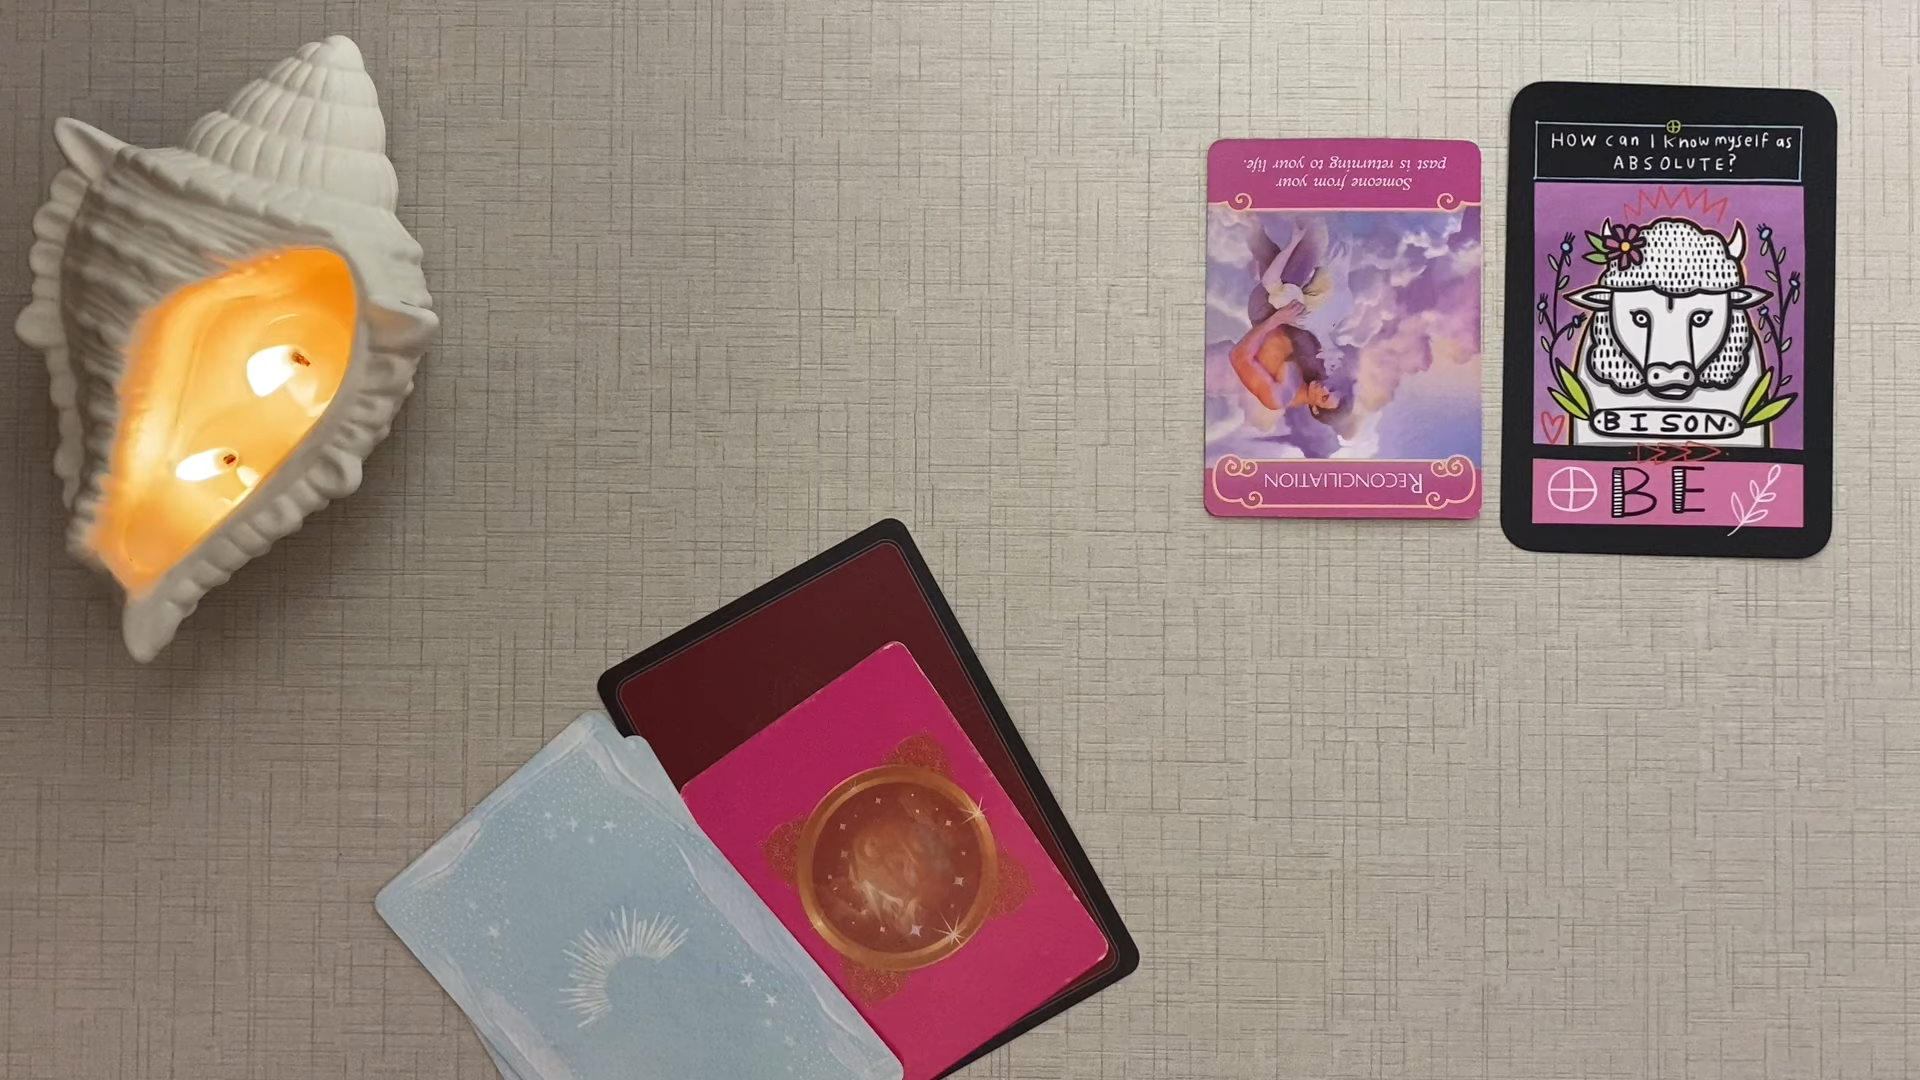 Someone from your
past is returning to your life.
RECONCILIATION
HOW can I know myself as
ABSOLUTE?
BISON
BE